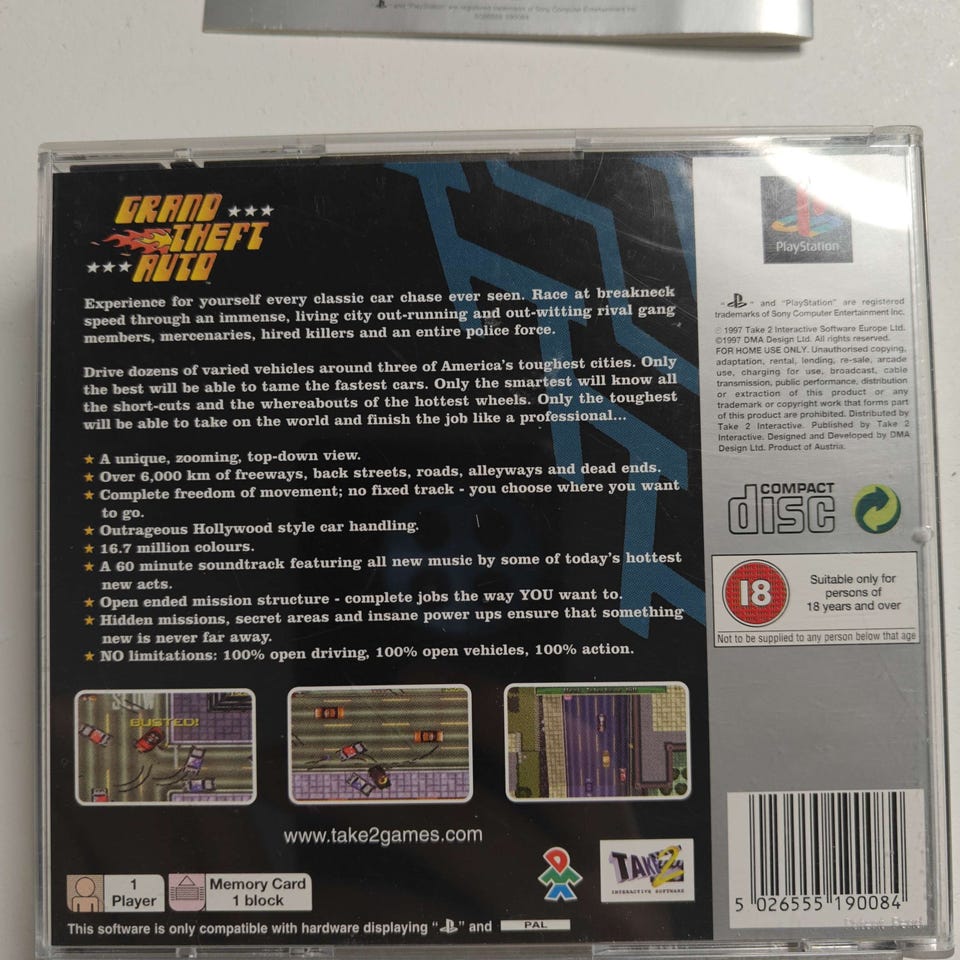 and "PlayStation" are registered trademarks of Sony Computer Entertainment Inc.
5026555 190084
GRAND
THEFT
AUTO
Experience for yourself every classic car chase ever seen. Race at breakneck
speed through an immense, living city out-running and out-witting rival gang
members, mercenaries, hired killers and an entire police force.
Drive dozens of varied vehicles around three of America's toughest cities. Only
the best will be able to tame the fastest cars. Only the smartest will know all
the short-cuts and the whereabouts of the hottest wheels. Only the toughest
will be able to take on the world and finish the job like a professional...
A unique, zooming, top-down view.
Over 6,000 km of freeways, back streets, roads, alleyways and dead ends.
Complete freedom of movement; no fixed track - you choose where you want
to go.
Outrageous Hollywood style car handling.
16.7 million colours.
A 60 minute soundtrack featuring all new music by some of today's hottest
new acts.
Open ended mission structure - complete jobs the way YOU want to.
Hidden missions, secret areas and insane power ups ensure that something
new is never far away.
NO limitations: 100% open driving, 100% open vehicles, 100% action.
BUSTED!
www.take2games.com
1
Player
Memory Card
1 block
TAKE 2
INTERACTIVE SOFTWARE
This software is only compatible with hardware displaying " " and PAL
PlayStation
" " and "PlayStation" are registered
trademarks of Sony Computer Entertainment Inc.
© 1997 Take 2 Interactive Software Europe Ltd.
©1997 DMA Design Ltd. All rights reserved.
FOR HOME USE ONLY. Unauthorised copying,
adaptation, rental, lending, re-sale, arcade
use, charging for use, broadcast, cable
transmission, public performance, distribution
or extraction of this product or any
trademark or copyright work that forms part
of this product are prohibited. Distributed by
Take 2 Interactive. Published by Take 2
Interactive. Designed and Developed by DMA
Design Ltd. Product of Austria.
COMPACT
disc
18
Suitable only for
persons of
18 years and over
Not to be supplied to any person below that age
5 026555 190084